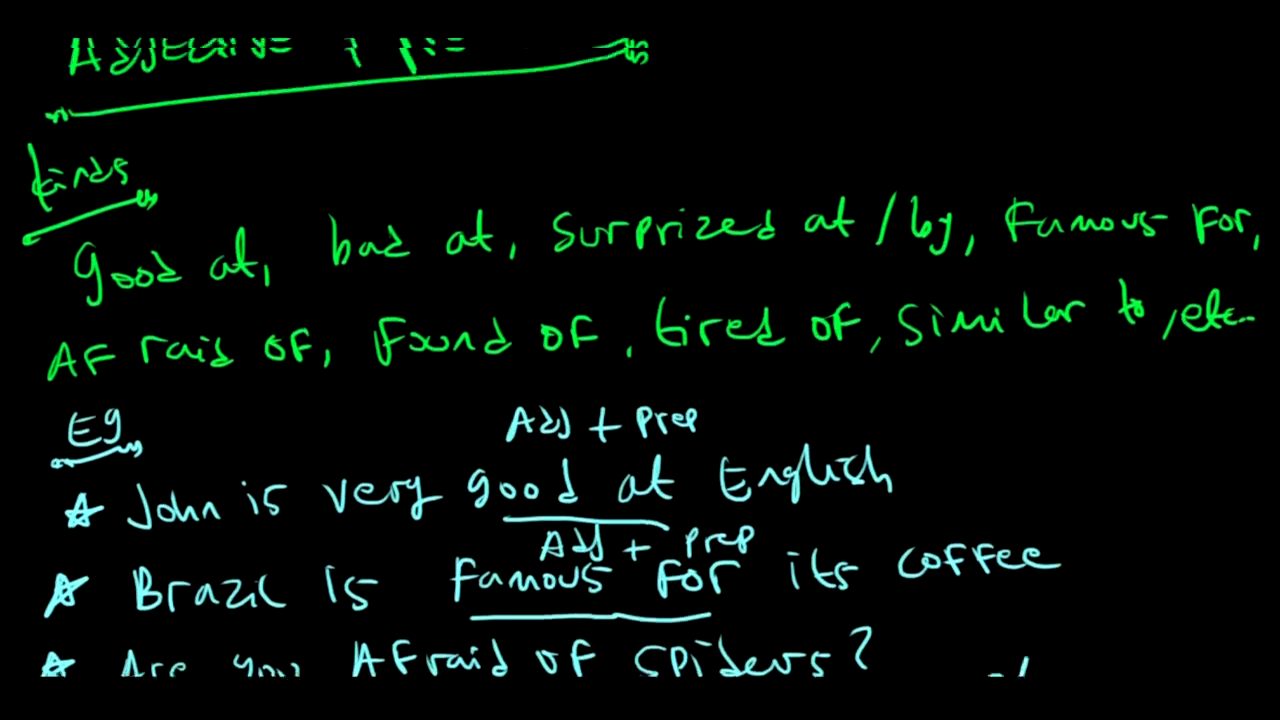 kinds
good at, bad at, Surprized at / by, Famous For,
AFraid OF, Found OF, tired OF, Similar to, etc..
Eg
Adj + Prep
John is very good at English
Adj + Prep
Brazil is Famous For its coffee
Are you AFraid OF Spiders?